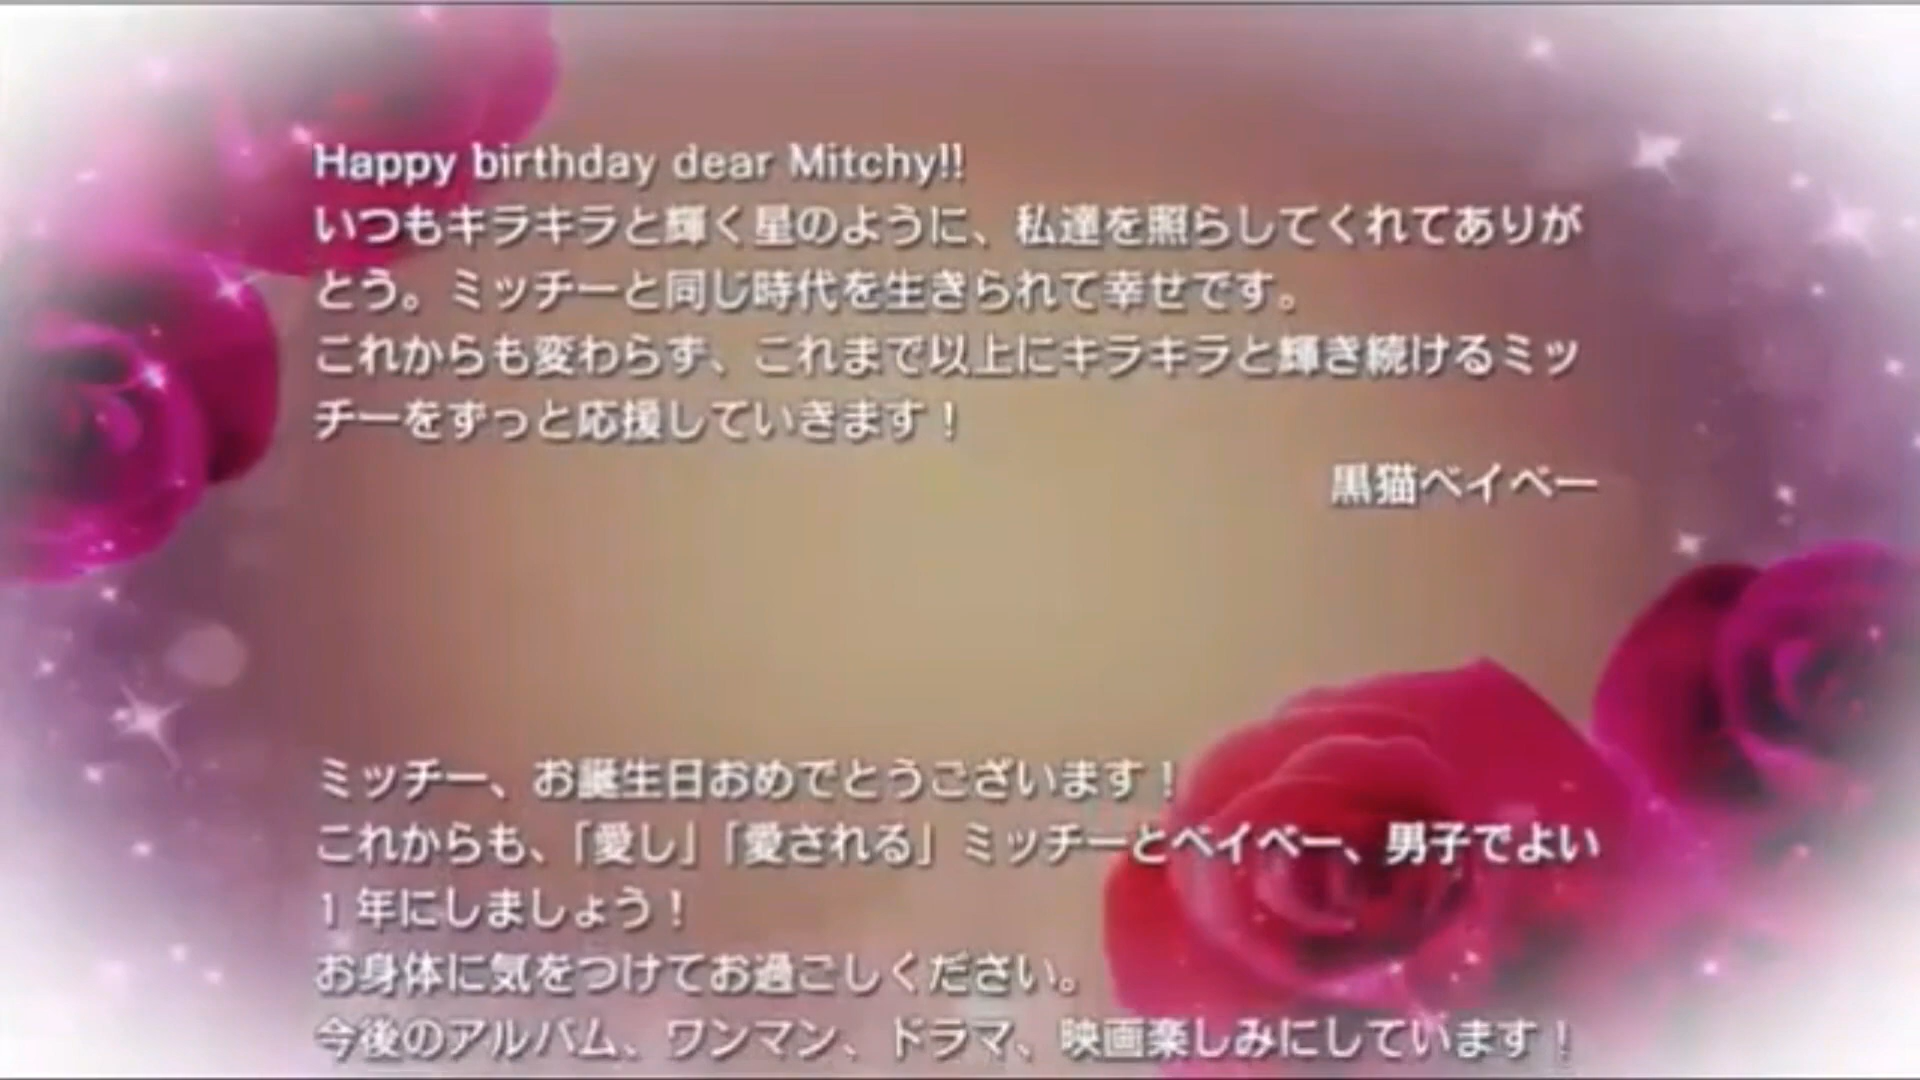 Happy birthday dear Mitchy!!
いつもキラキラと輝く星のように、私達を照らしてくれてありが
とう。ミッチーと同じ時代を生きられて幸せです。
これからも変わらず、これまで以上にキラキラと輝き続けるミッ
チーをずっと応援していきます！
黒猫ベイベー
ミッチー、お誕生日おめでとうございます！
これからも、「愛し」「愛される」ミッチーとベイベー、男子でよい
1 年にしましょう！
お身体に気をつけてお過ごしください。
今後のアルバム、ワンマン、ドラマ、映画楽しみにしています！